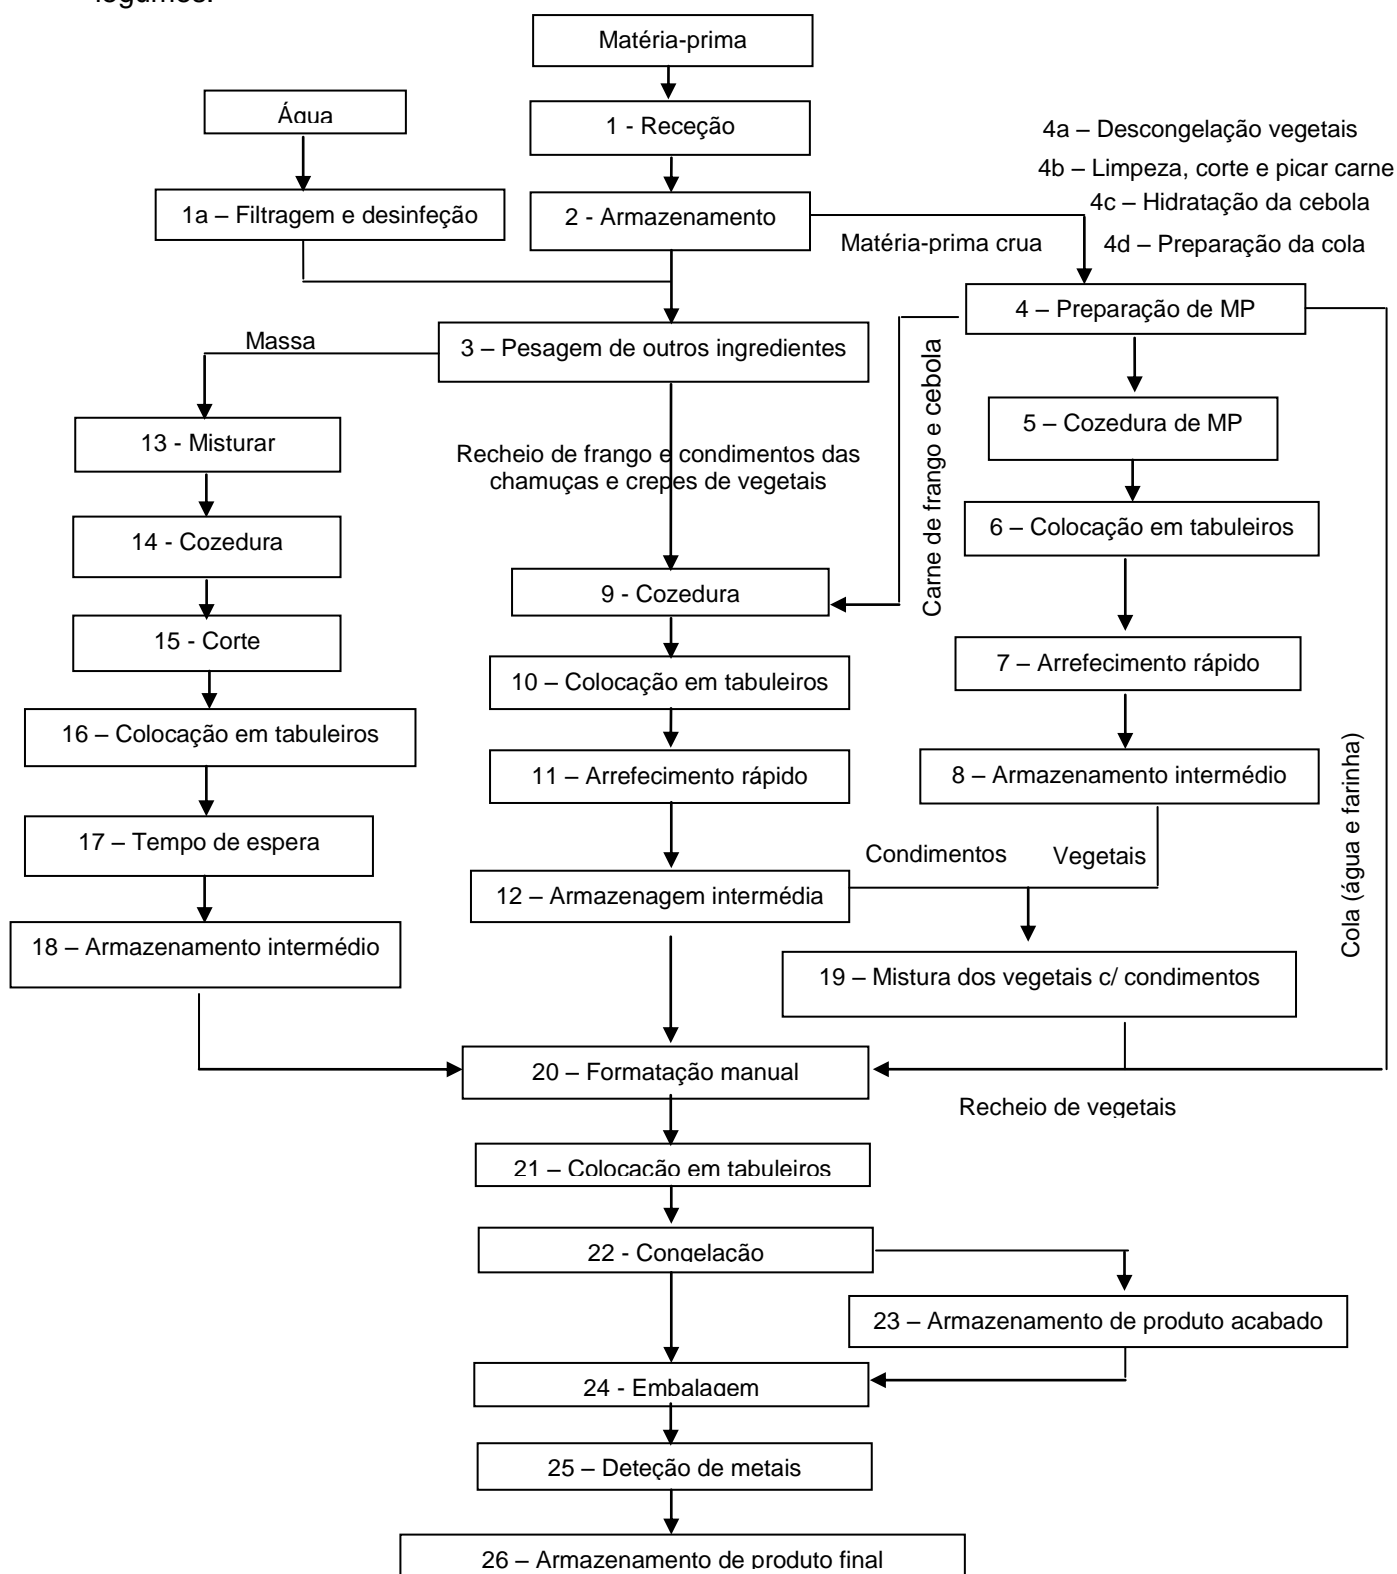 legumes.
Matéria-prima
Água
1 - Receção
4a – Descongelação vegetais
4b – Limpeza, corte e picar carne
1a – Filtragem e desinfeção
2 - Armazenamento
4c – Hidratação da cebola
Matéria-prima crua
4d – Preparação da cola
4 – Preparação de MP
Massa
3 – Pesagem de outros ingredientes
Carne de frango e cebola
13 - Misturar
5 – Cozedura de MP
Recheio de frango e condimentos das
chamuças e crepes de vegetais
14 - Cozedura
6 – Colocação em tabuleiros
9 - Cozedura
15 - Corte
7 – Arrefecimento rápido
10 – Colocação em tabuleiros
16 – Colocação em tabuleiros
11 – Arrefecimento rápido
8 – Armazenamento intermédio
Cola (água e farinha)
17 – Tempo de espera
Condimentos
Vegetais
12 – Armazenagem intermédia
18 – Armazenamento intermédio
19 – Mistura dos vegetais c/ condimentos
20 – Formatação manual
Recheio de vegetais
21 – Colocação em tabuleiros
22 - Congelação
23 – Armazenamento de produto acabado
24 - Embalagem
25 – Deteção de metais
26 – Armazenamento de produto final